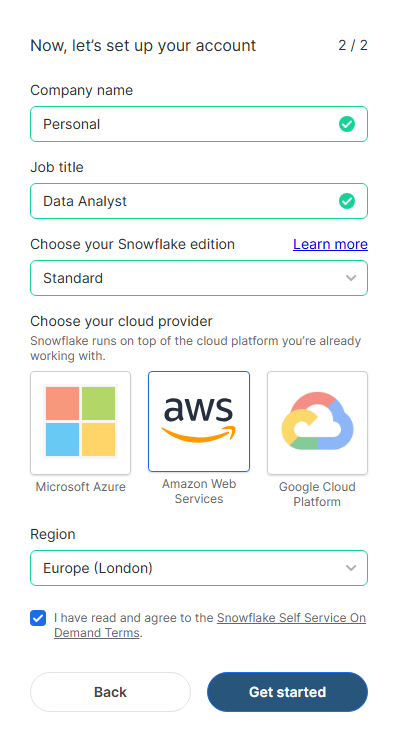 Now, let’s set up your account 2 / 2
Company name
Personal
Job title
Data Analyst
Choose your Snowflake edition Learn more
Standard
Choose your cloud provider
Snowflake runs on top of the cloud platform you’re already
working with.
aws
Microsoft Azure
Amazon Web
Services
Google Cloud
Platform
Region
Europe (London)
I have read and agree to the Snowflake Self Service On
Demand Terms.
Back Get started